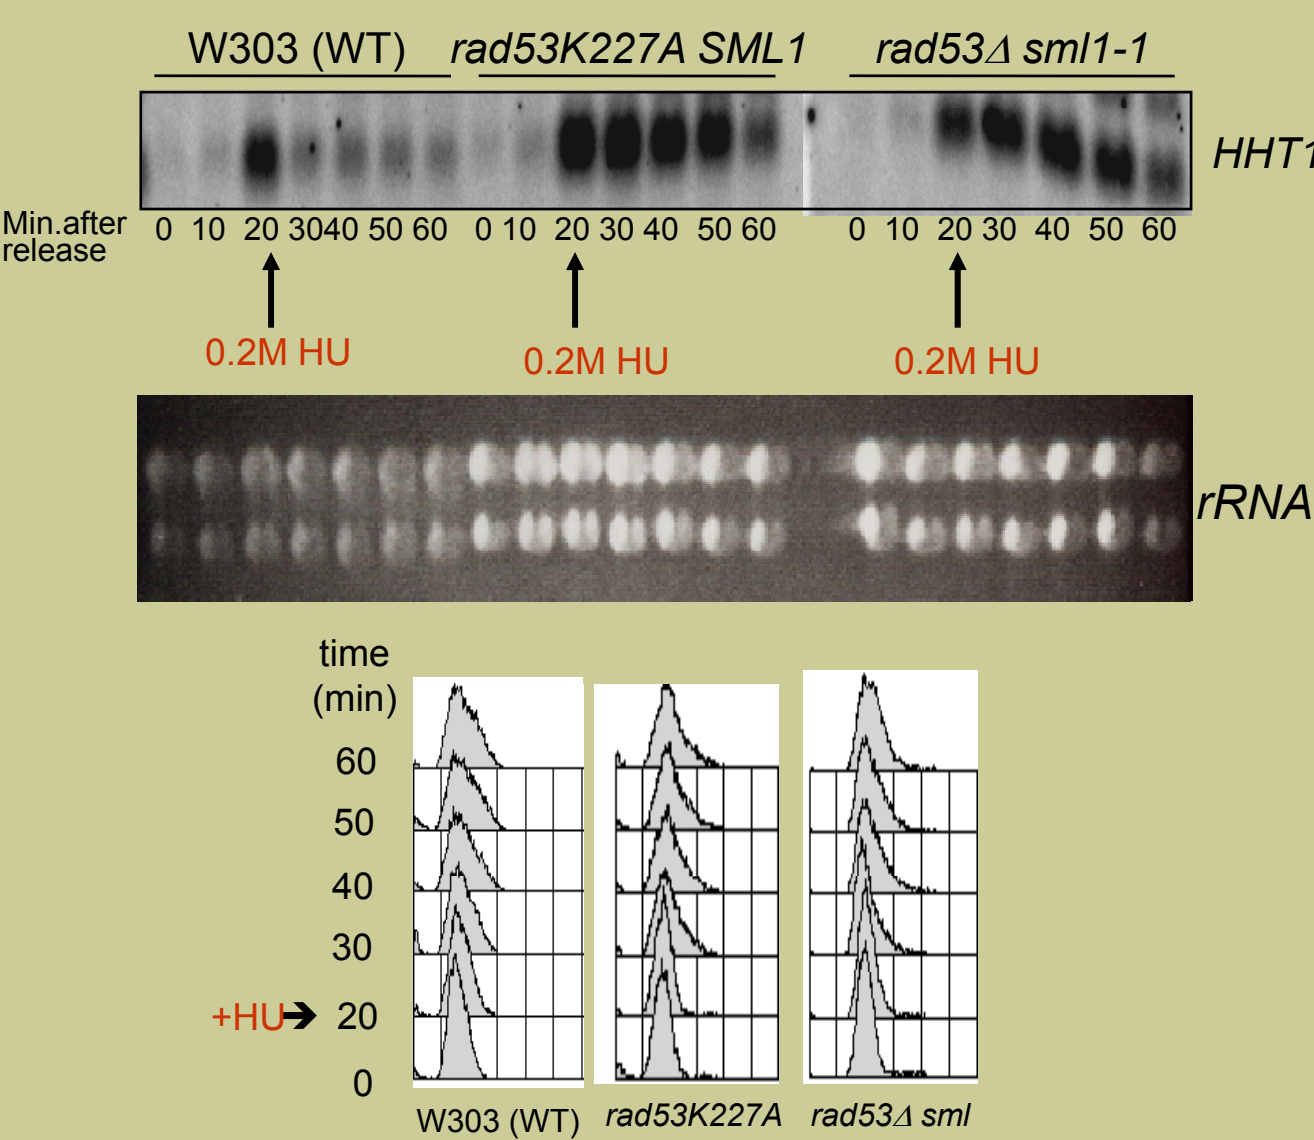 W303 (WT) rad53K227A SML1 rad53Δ sml1-1
HHT1
Min.after
release
0 10 20 30 40 50 60 0 10 20 30 40 50 60 0 10 20 30 40 50 60
0.2M HU 0.2M HU 0.2M HU
rRNA
time
(min)
60
50
40
30
+HU 20
0
W303 (WT) rad53K227A rad53Δ sml